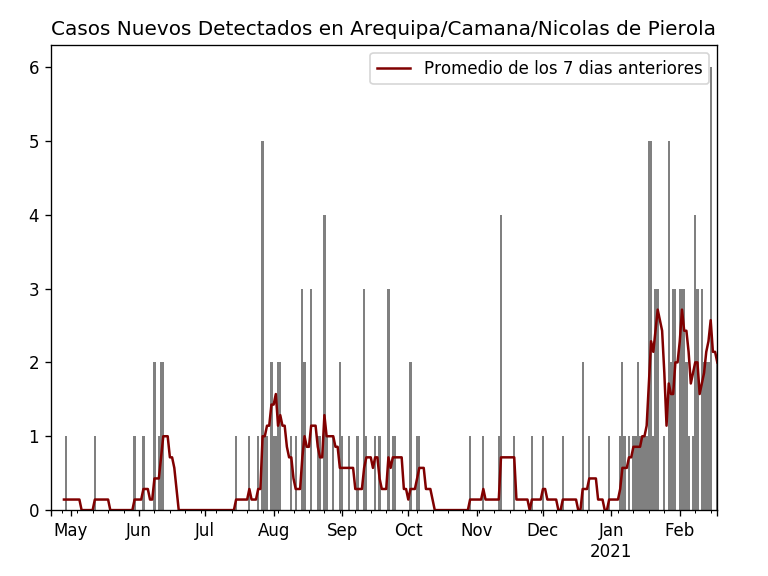 Casos Nuevos Detectados en Arequipa/Camana/Nicolas de Pierola
Promedio de los 7 dias anteriores
6
5
4
3
2
1
0
May Jun Jul Aug Sep Oct Nov Dec Jan Feb
2021